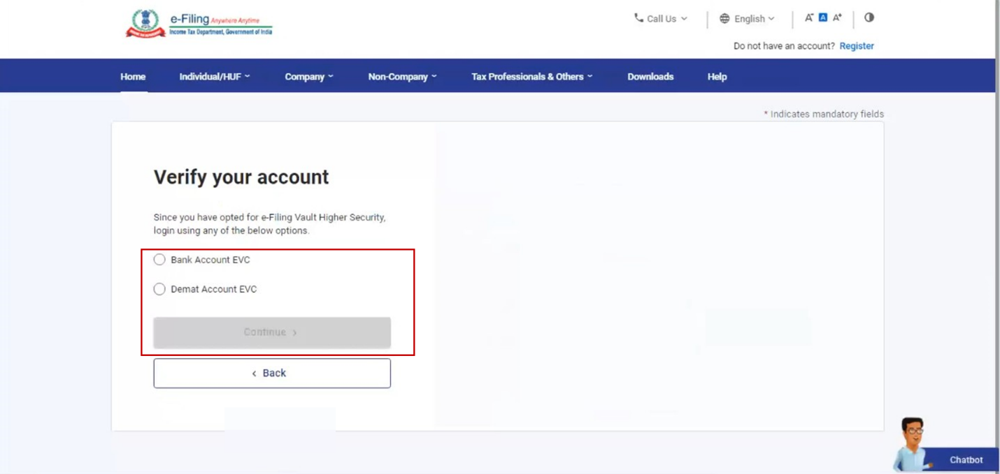 e-Filing Anywhere Anytime
Income Tax Department, Government of India
Call Us
English
A- A A+
Do not have an account? Register
Home Individual/HUF Company Non-Company Tax Professionals & Others Downloads Help
* Indicates mandatory fields
Verify your account
Since you have opted for e-Filing Vault Higher Security,
login using any of the below options.
Bank Account EVC
Demat Account EVC
Continue >
< Back
Chatbot